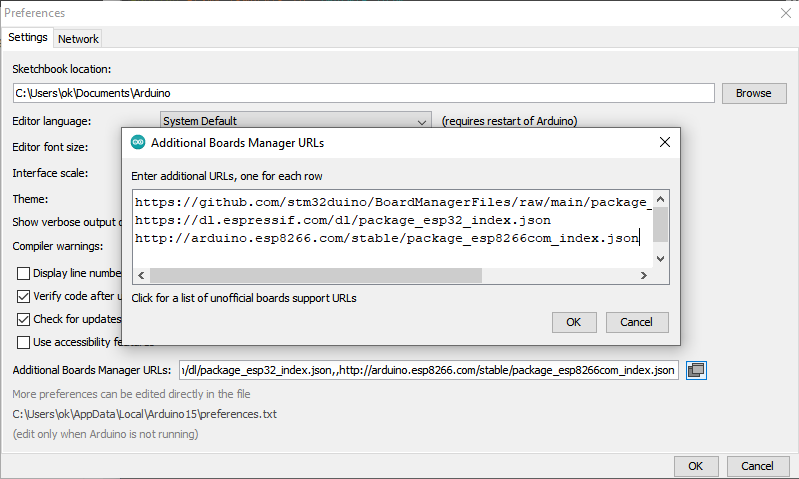 Preferences
Settings
Network
Sketchbook location:
C:\Users\ok\Documents\Arduino
Browse
Editor language:
System Default
(requires restart of Arduino)
Editor font size:
Interface scale:
Theme:
Show verbose output
Compiler warnings:
Display line
Verify code after
Check for updates
Use accessibility features
Additional Boards Manager URLs
Enter additional URLs, one for each row
https://github.com/stm32duino/BoardManagerFiles/raw/main/package_
https://dl.espressif.com/dl/package_esp32_index.json
http://arduino.esp8266.com/stable/package_esp8266com_index.json
Click for a list of unofficial boards support URLs
OK
Cancel
Additional Boards Manager URLs:
/dl/package_esp32_index.json,,http://arduino.esp8266.com/stable/package_esp8266com_index.json
More preferences can be edited directly in the file
C:\Users\ok\AppData\Local\Arduino15\preferences.txt
(edit only when Arduino is not running)
OK
Cancel